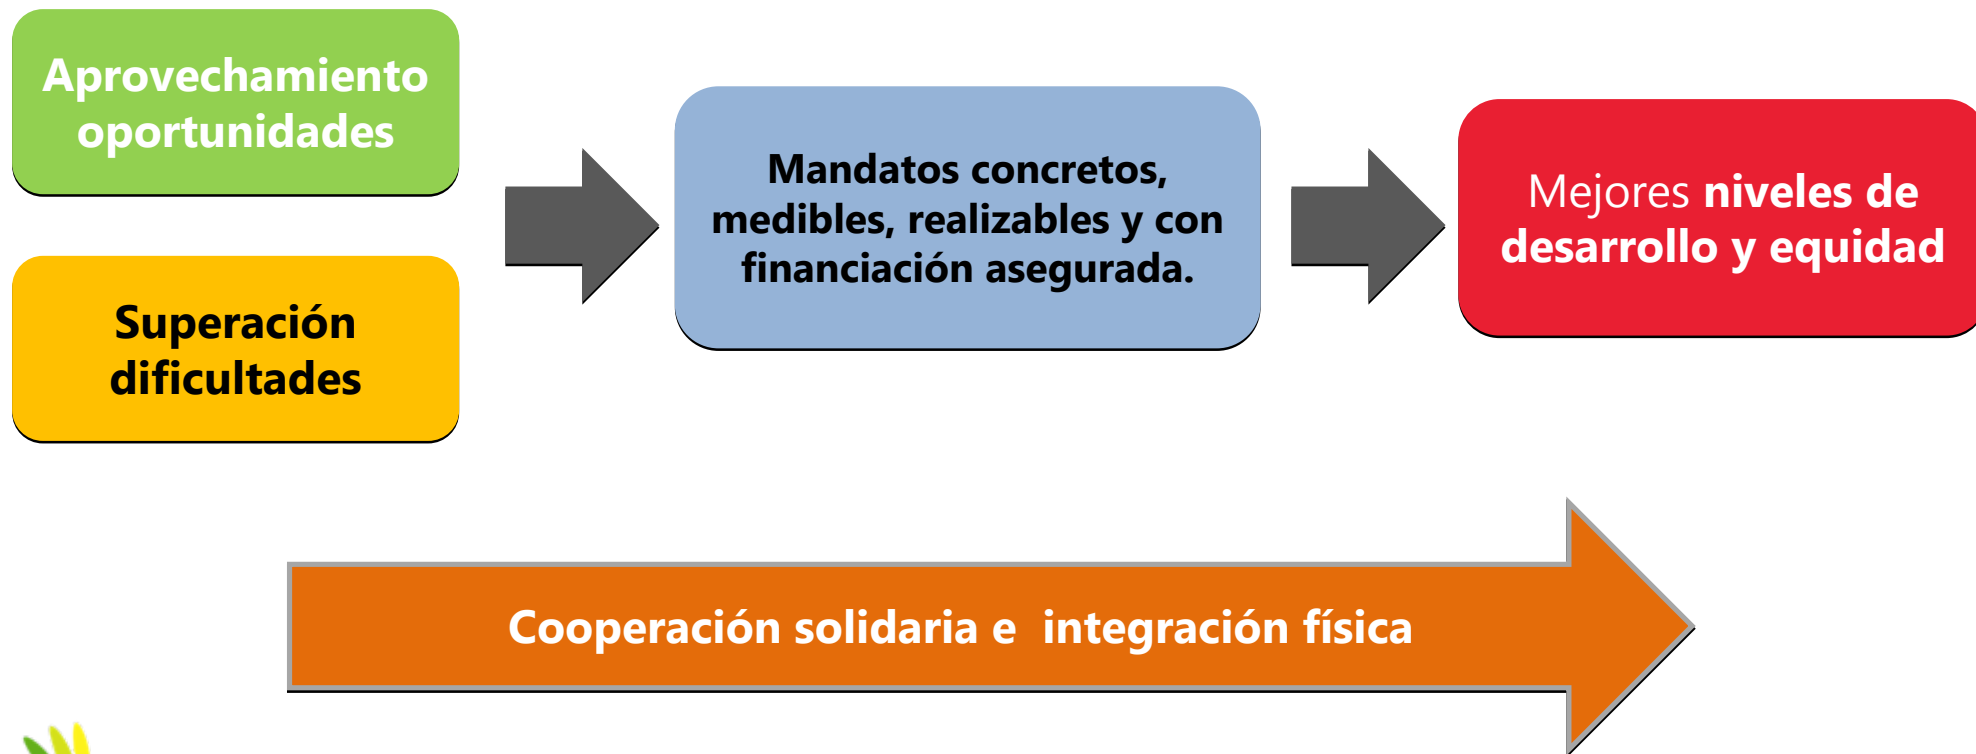 Aprovechamiento
oportunidades
Superación
dificultades
Mandatos concretos,
medibles, realizables y con
financiación asegurada.
Mejores niveles de
desarrollo y equidad
Cooperación solidaria e  integración física